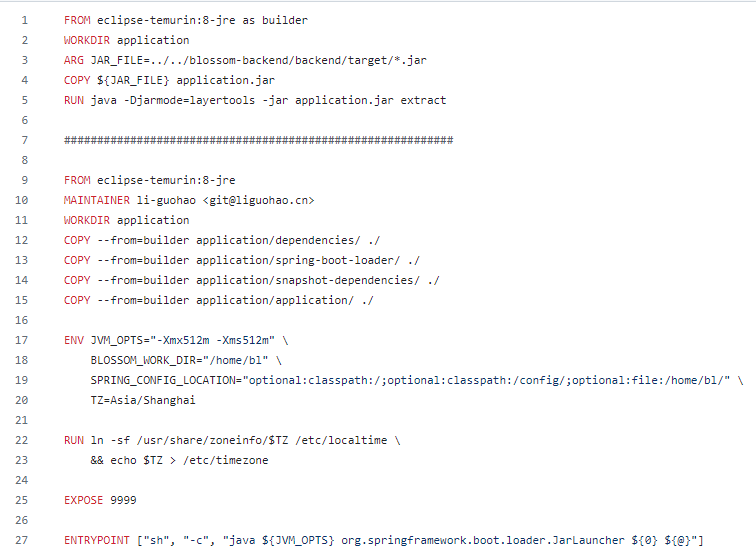 1 FROM eclipse-temurin:8-jre as builder
2 WORKDIR application
3 ARG JAR_FILE=../../blossom-backend/backend/target/*.jar
4 COPY ${JAR_FILE} application.jar
5 RUN java -Djarmode=layertools -jar application.jar extract
6
7 ###########################################################
8
9 FROM eclipse-temurin:8-jre
10 MAINTAINER li-guohao <git@liguohao.cn>
11 WORKDIR application
12 COPY --from=builder application/dependencies/ ./
13 COPY --from=builder application/spring-boot-loader/ ./
14 COPY --from=builder application/snapshot-dependencies/ ./
15 COPY --from=builder application/application/ ./
16
17 ENV JVM_OPTS="-Xmx512m -Xms512m" \
18     BLOSSOM_WORK_DIR="/home/bl" \
19     SPRING_CONFIG_LOCATION="optional:classpath:/;optional:classpath:/config/;optional:file:/home/bl/" \
20     TZ=Asia/Shanghai
21
22 RUN ln -sf /usr/share/zoneinfo/$TZ /etc/localtime \
23     && echo $TZ > /etc/timezone
24
25 EXPOSE 9999
26
27 ENTRYPOINT ["sh", "-c", "java ${JVM_OPTS} org.springframework.boot.loader.JarLauncher ${0} ${@}"]